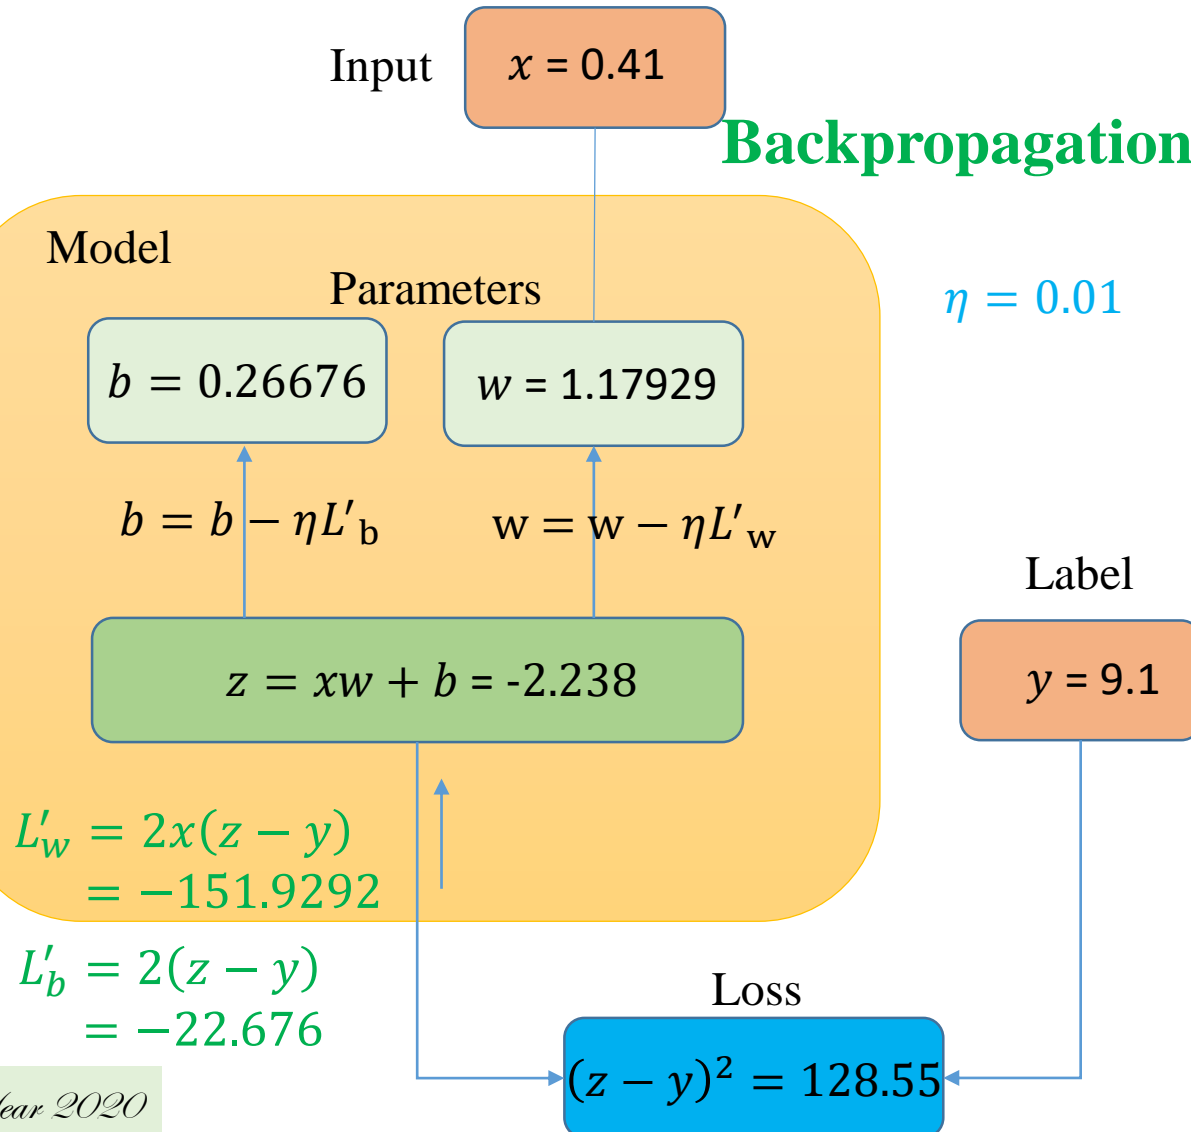 Input
x = 0.41
Backpropagation
Model
Parameters
η = 0.01
b = 0.26676
w = 1.17929
b = b − ηL′b
w = w − ηL′w
Label
z = xw + b = -2.238
y = 9.1
L′w = 2x(z − y)
= −151.9292
L′b = 2(z − y)
= −22.676
Loss
(z − y)² = 128.55
2020